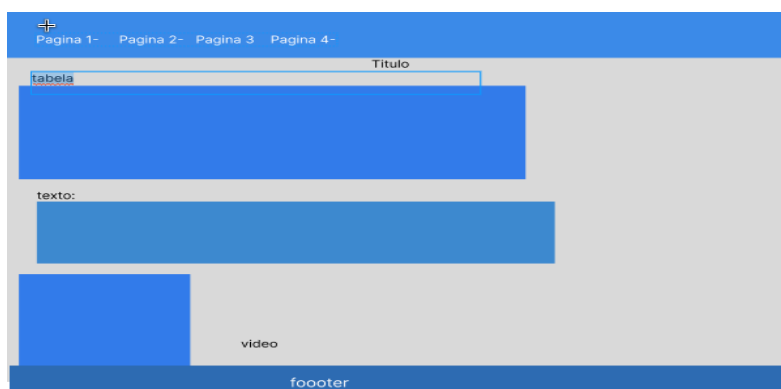 Pagina 1- Pagina 2- Pagina 3 Pagina 4-
Titulo
tabela
texto:
video
foooter